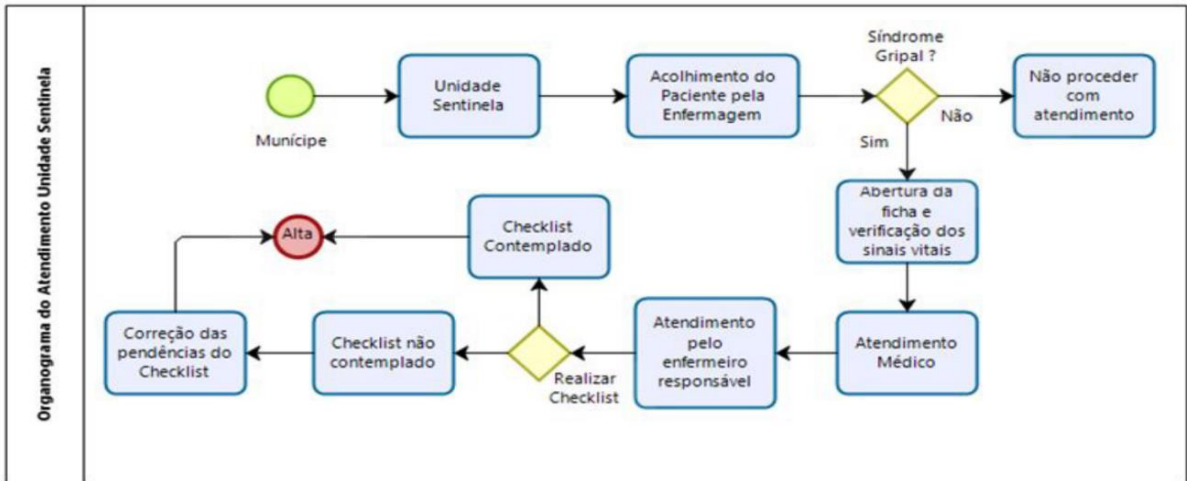 Organograma do Atendimento Unidade Sentinela
Munícipe
Unidade
Sentinela
Acolhimento do
Paciente pela
Enfermagem
Síndrome
Gripal ?
Não
Não proceder
com
atendimento
Sim
Abertura da
ficha e
verificação dos
sinais vitais
Atendimento
Médico
Atendimento
pelo
enfermeiro
responsável
Realizar
Checklist
Checklist
Contemplado
Checklist não
contemplado
Correção das
pendências do
Checklist
Alta